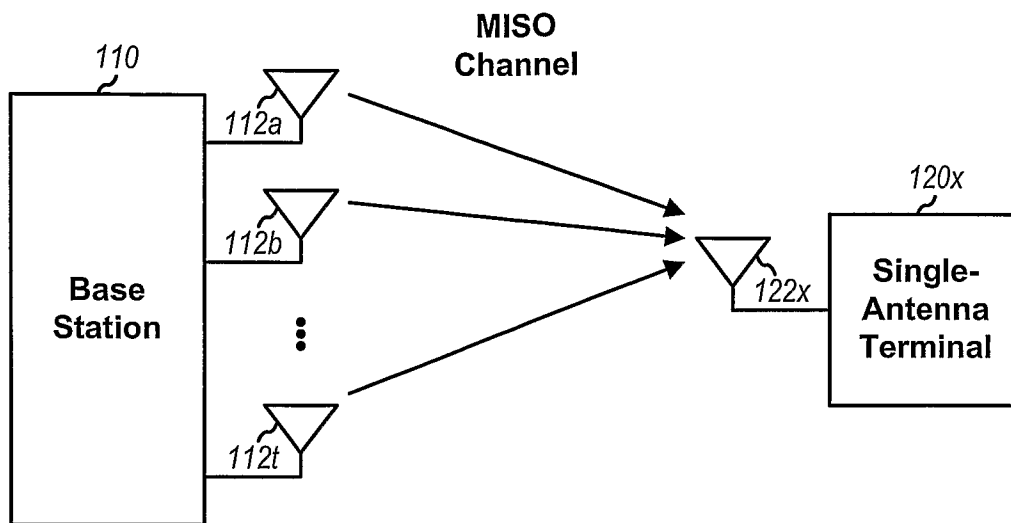 MISO
Channel
110
112a
112b
112t
Base
Station
122x
120x
Single-
Antenna
Terminal